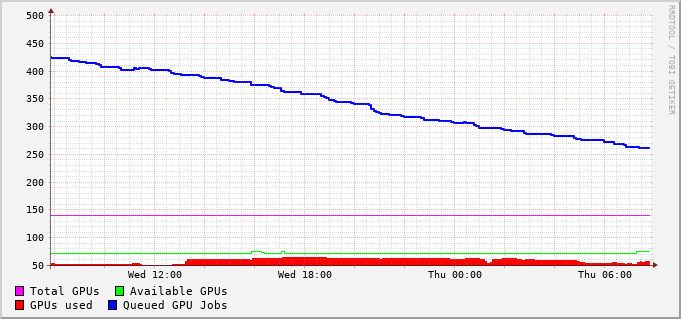 500
450
400
350
300
250
200
150
100
50
Wed 12:00 Wed 18:00 Thu 00:00 Thu 06:00
Total GPUs Available GPUs
GPUs used Queued GPU Jobs
RRDTOOL / TOBI OETIKER